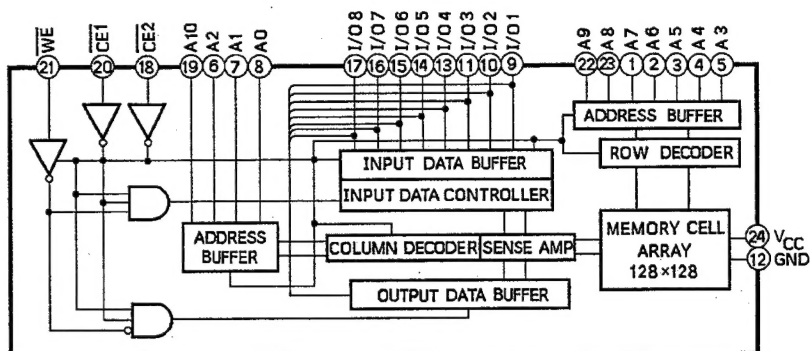 WE CE1 CE2 A10 A2 A1 A0 I/O8 I/O7 I/O6 I/O5 I/O4 I/O3 I/O2 I/O1 A9 A8 A7 A6 A5 A4 A3
21 20 18 19 6 7 8 17 16 15 14 13 11 10 9 22 23 1 2 3 4 5
ADDRESS BUFFER
ROW DECODER
INPUT DATA BUFFER
INPUT DATA CONTROLLER
ADDRESS
BUFFER
COLUMN DECODER SENSE AMP
MEMORY CELL
ARRAY
128×128
24 VCC
12 GND
OUTPUT DATA BUFFER